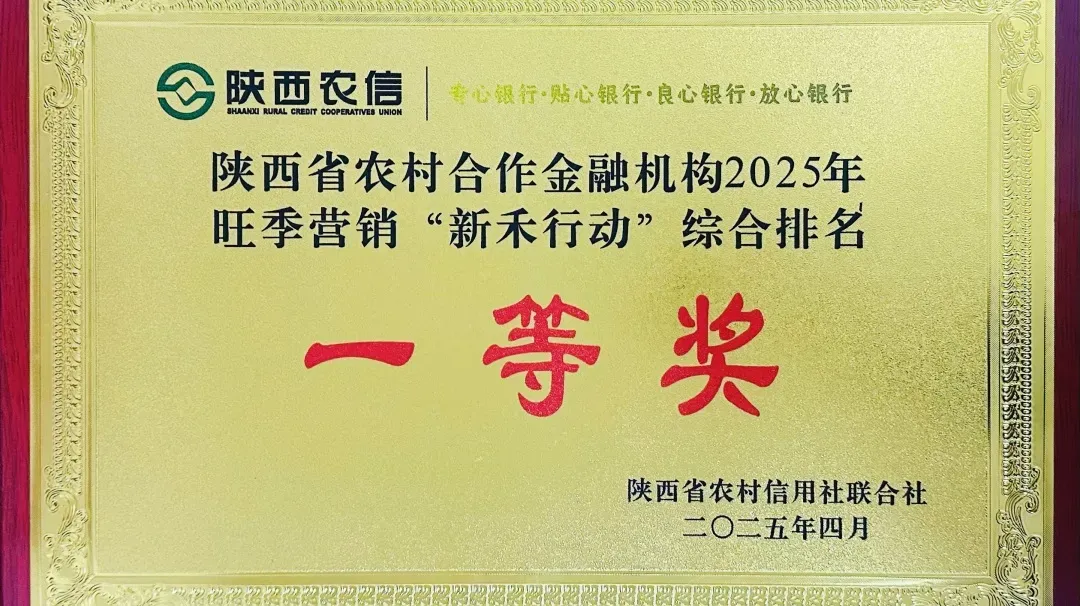 陕西农信
SHAANXI RURAL CREDIT COOPERATIVES UNION
专心银行·贴心银行·良心银行·放心银行
陕西省农村合作金融机构2025年
旺季营销“新禾行动”综合排名
一等奖
陕西省农村信用社联合社
二〇二五年四月